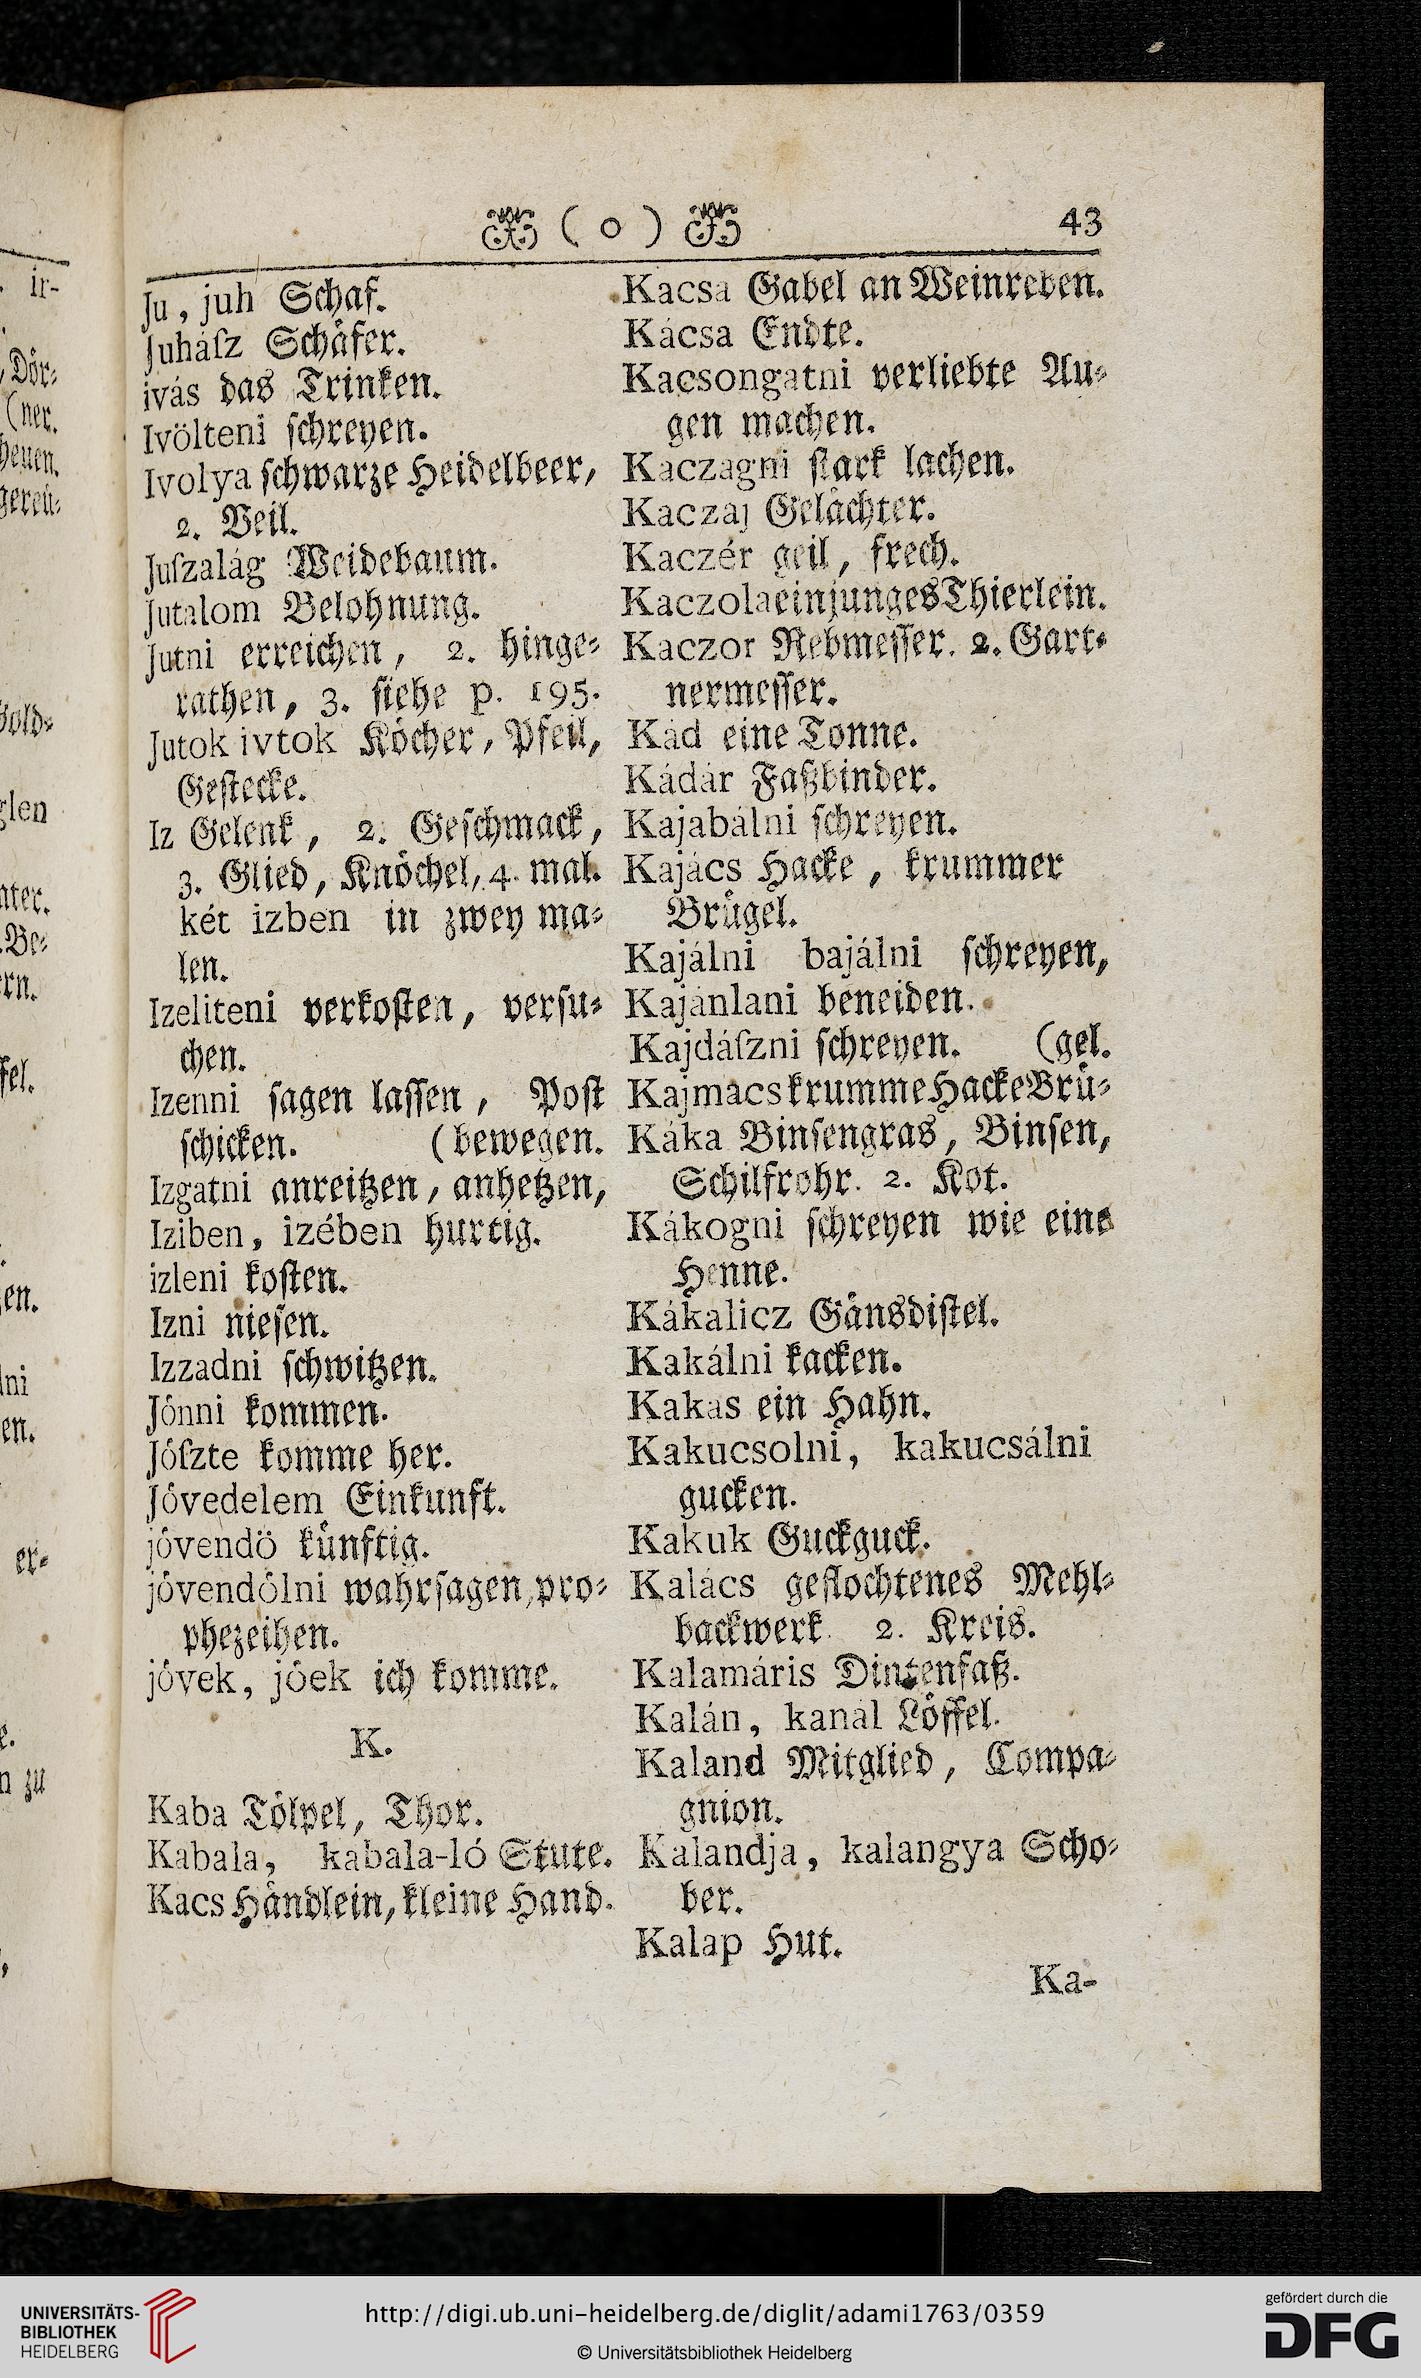 ( o ) 43
Ju, juh Schaf.
Juháſz Schäfer.
ivás das Trinken.
Ivölteni ſchreyen.
Ivolya ſchwarze Heidelbeer,
2. Veil.
Juſzalág Weidebaum.
Jutalom Belohnung.
Jutni erreichen, 2. hinge-
rathen, 3. ſiehe p. 195.
Jutok ivtok Köcher, Pfeil,
Geſtecke.
Iz Gelenk, 2. Geſchmack,
3. Glied, Knöchel, 4. mal.
két izben in zwey ma-
len.
Izeliteni verkoſten, verſu-
chen.
Izenni ſagen laſſen, Poſt
ſchicken. (bewegen.
Izgatni anreitzen, anhetzen,
Iziben, izében hurtig.
izleni koſten.
Izni nieſen.
Izzadni ſchwitzen.
Jönni kommen.
Jöſzte komme her.
Jövedelem Einkunft.
jövendö künftig.
jövendölni wahrſagen, pro-
phezeihen.
jövek, jöek ich komme.
K.
Kaba Tölpel, Thor.
Kabala, kabala-ló Stute.
Kacs Händlein, kleine Hand.
Kacsa Gabel an Weinreben.
Kácsa Endte.
Kacsongatni verliebte Au-
gen machen.
Kaczagni ſtark lachen.
Kaczaj Gelächter.
Kaczér geil, frech.
Kaczola ein junges Thierlein.
Kaczor Rebmeſſer. 2. Gart-
nermeſſer.
Kád eine Tonne.
Kádár Faßbinder.
Kajabálni ſchreyen.
Kajács Hacke, krummer
Brügel.
Kajálni bajálni ſchreyen,
Kajánlani beneiden.
Kajdáſzni ſchreyen. (gel.
Kajmacs krumme Hacke Brü-
Káka Binſengras, Binſen,
Schilfrohr. 2. Kot.
Kákogni ſchreyen wie eine
Henne.
Kákalicz Gänsdiſtel.
Kakálni kacken.
Kakas ein Hahn.
Kakucsolni, kakucsálni
gucken.
Kakuk Guckguck.
Kalács geflochtenes Mehl-
backwerk 2. Kreis.
Kalamáris Dintenfaß.
Kalán, kanál Löffel.
Kaland Mitglied, Compa-
gnion.
Kalandja, kalangya Scho-
ber.
Kalap Hut.
Ka-
UNIVERSITÄTS-
BIBLIOTHEK
HEIDELBERG
http://digi.ub.uni-heidelberg.de/diglit/adami1763/0359
© Universitätsbibliothek Heidelberg
gefördert durch die
DFG